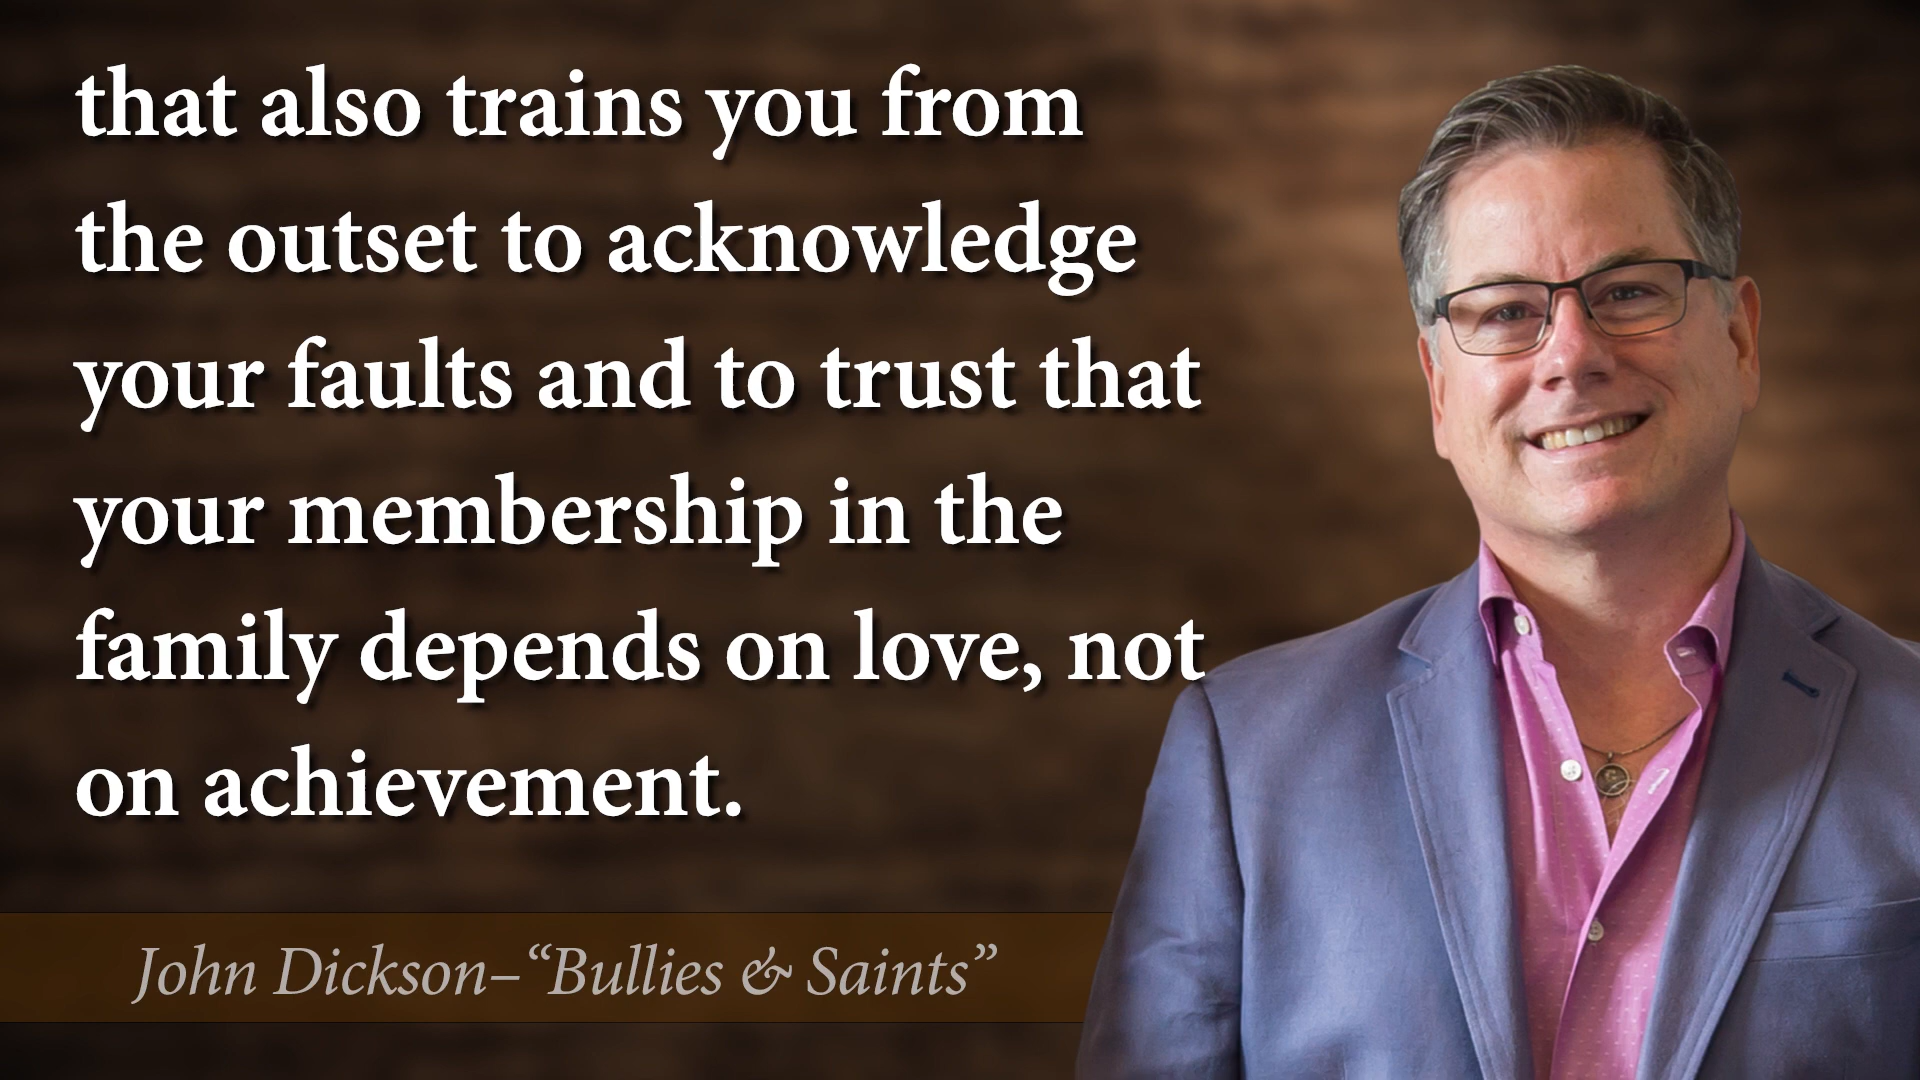 that also trains you from
the outset to acknowledge
your faults and to trust that
your membership in the
family depends on love, not
on achievement.
John Dickson–“Bullies & Saints”